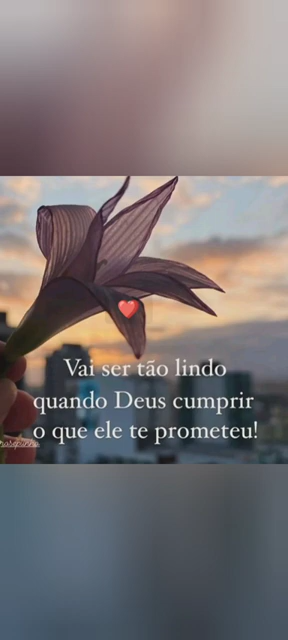 Vai ser tão lindo
quando Deus cumprir
o que ele te prometeu!